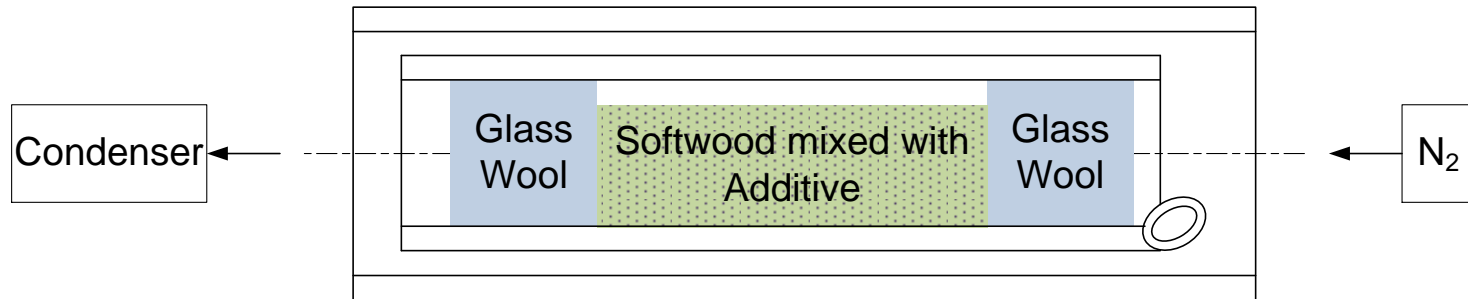 Condenser
Glass
Wool
Softwood mixed with
Additive
Glass
Wool
N₂